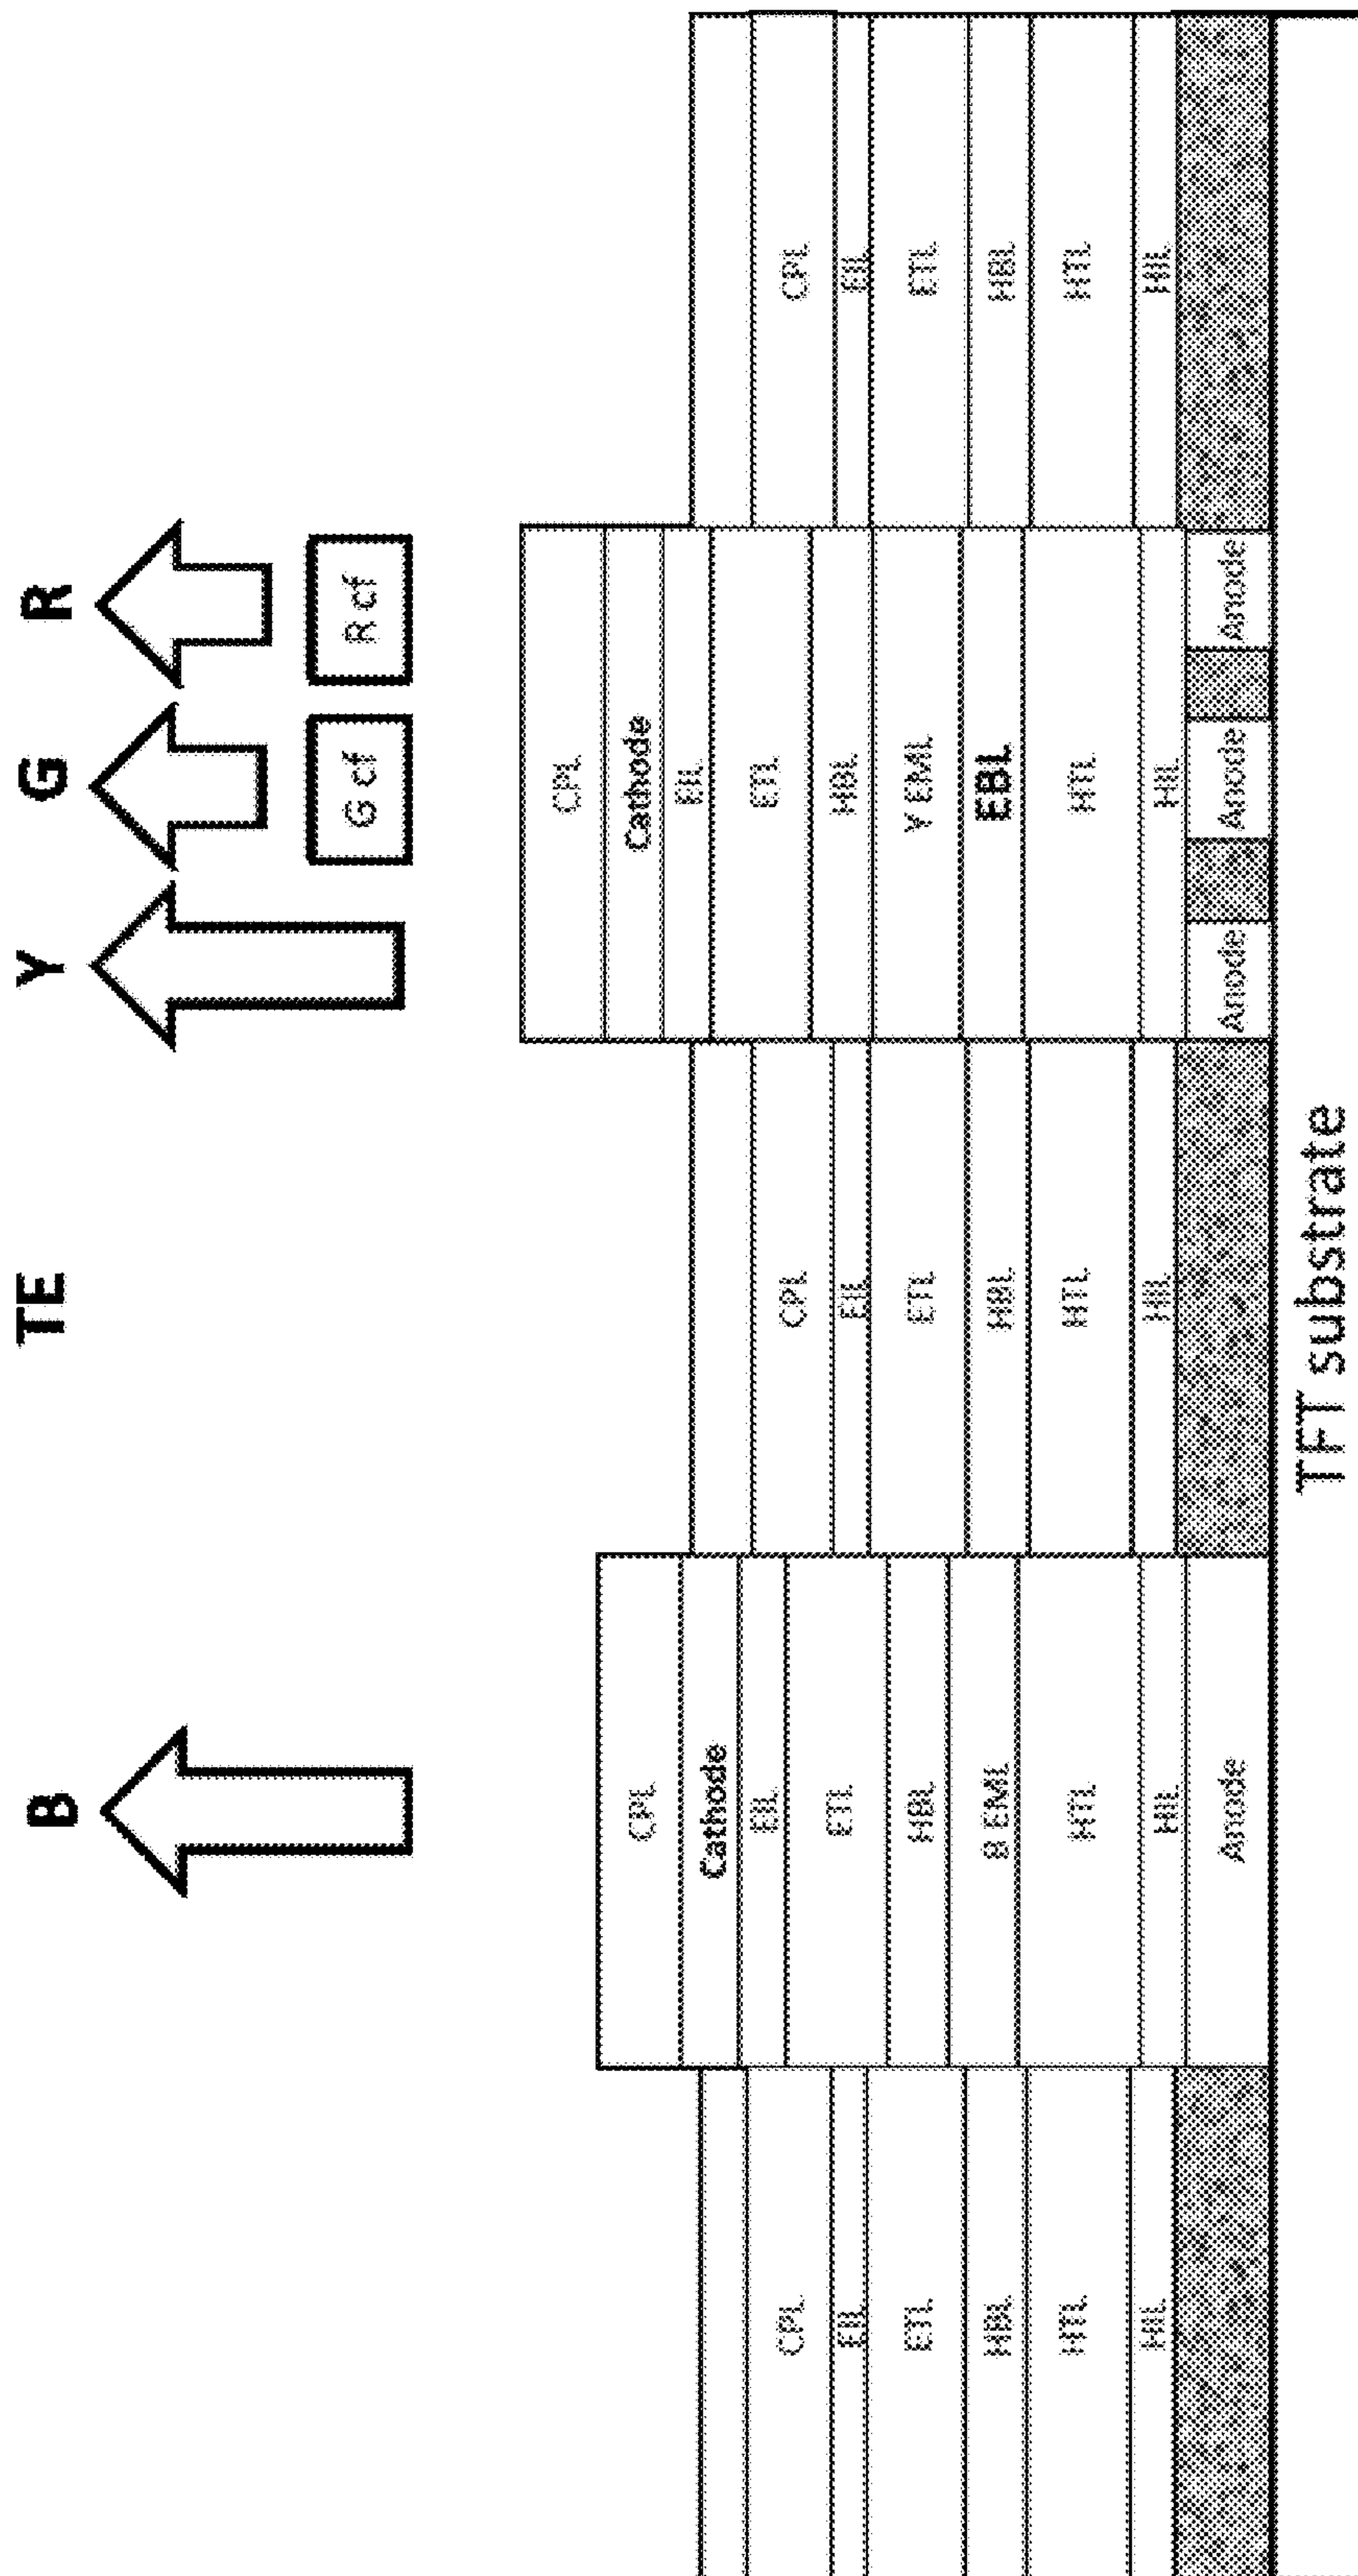 B
TE
Y
G
R
G cf
R cf
CPL
EIL
ETL
HBL
HTL
HIL
CPL
Cathode
EIL
ETL
HBL
B EML
HTL
HIL
Anode
CPL
EIL
ETL
HBL
HTL
HIL
CPL
Cathode
EIL
ETL
HBL
Y EML
EBL
HTL
HIL
Anode
Anode
Anode
CPL
EIL
ETL
HBL
HTL
HIL
TFT substrate